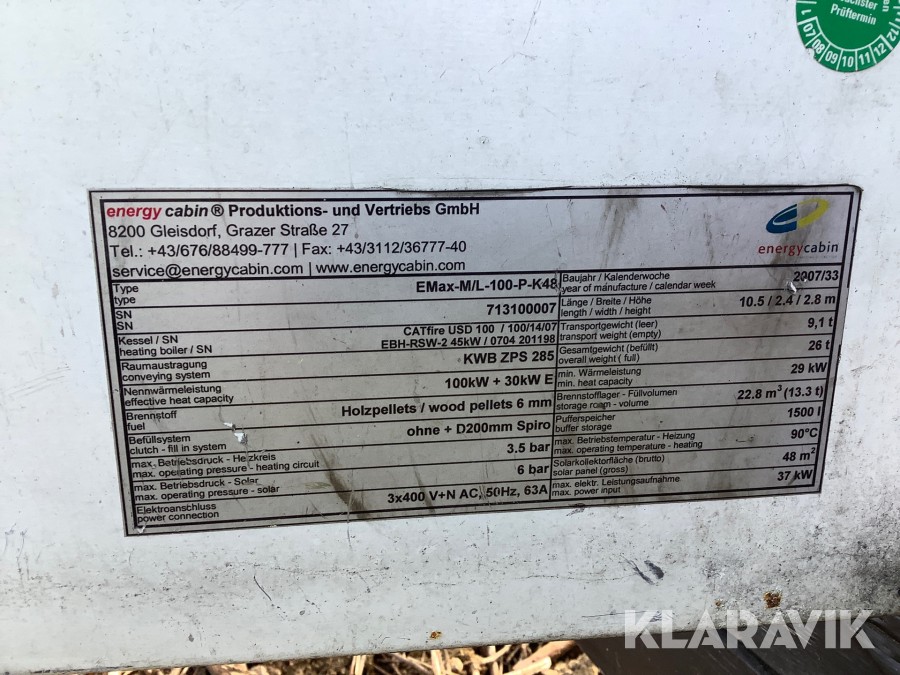 nächster
Prüftermin
07 08 09 10 11 12
energy cabin® Produktions- und Vertriebs GmbH
8200 Gleisdorf, Grazer Straße 27
Tel.: +43/676/88499-777 | Fax: +43/3112/36777-40
service@energycabin.com | www.energycabin.com
energycabin
Type
type
EMax-M/L-100-P-K48
SN
SN
713100007
Kessel / SN
heating boiler / SN
CATfire USD 100 / 100/14/07
EBH-RSW-2 45kW / 0704 201198
Raumaustragung
conveying system
KWB ZPS 285
Nennwärmeleistung
effective heat capacity
100kW + 30kW E
Brennstoff
fuel
Holzpellets / wood pellets 6 mm
Befüllsystem
clutch - fill in system
ohne + D200mm Spiro
max. Betriebsdruck - Heizkreis
max. operating pressure - heating circuit
3.5 bar
max. Betriebsdruck - Solar
max. operating pressure - solar
6 bar
Elektroanschluss
power connection
3x400 V+N AC, 50Hz, 63A
Baujahr / Kalenderwoche
year of manufacture / calendar week
2007/33
Länge / Breite / Höhe
length / width / height
10.5 / 2.4 / 2.8 m
Transportgewicht (leer)
transport weight (empty)
9,1 t
Gesamtgewicht (befüllt)
overall weight ( full)
26 t
min. Wärmeleistung
min. heat capacity
29 kW
Brennstofflager - Füllvolumen
storage room - volume
22.8 m³ (13.3 t)
Pufferspeicher
buffer storage
1500 l
max. Betriebstemperatur - Heizung
max. operating temperature - heating
90°C
Solarkollektorfläche (brutto)
solar panel (gross)
48 m²
max. elektr. Leistungsaufnahme
max. power input
37 kW
KLARAVIK